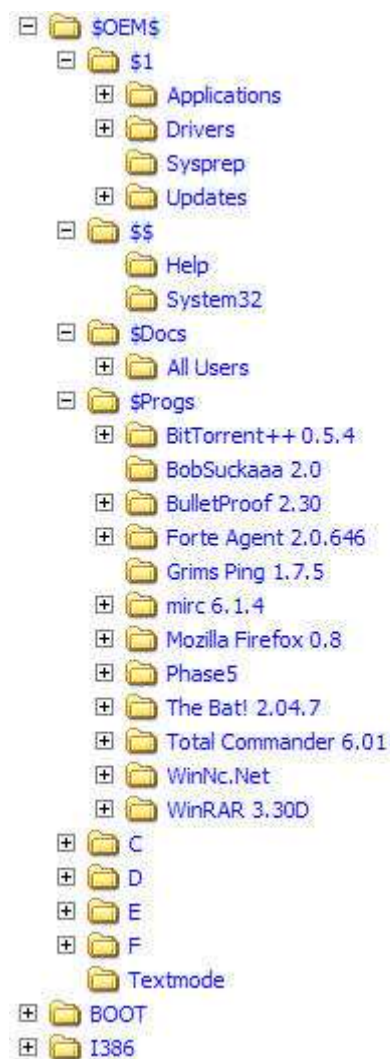 $OEM$
$1
Applications
Drivers
Sysprep
Updates
$$
Help
System32
$Docs
All Users
$Progs
BitTorrent++ 0.5.4
BobSuckaaa 2.0
BulletProof 2.30
Forte Agent 2.0.646
Grims Ping 1.7.5
mirc 6.1.4
Mozilla Firefox 0.8
Phase5
The Bat! 2.04.7
Total Commander 6.01
WinNc.Net
WinRAR 3.30D
C
D
E
F
Textmode
BOOT
I386